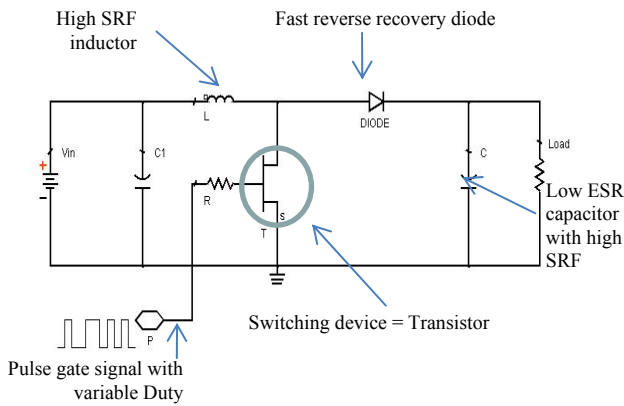 High SRF
inductor
Fast reverse recovery diode
L
DIODE
Vin
C1
C
Load
+
-
R
S
T
Low ESR
capacitor
with high
SRF
P
Switching device = Transistor
Pulse gate signal with
variable Duty